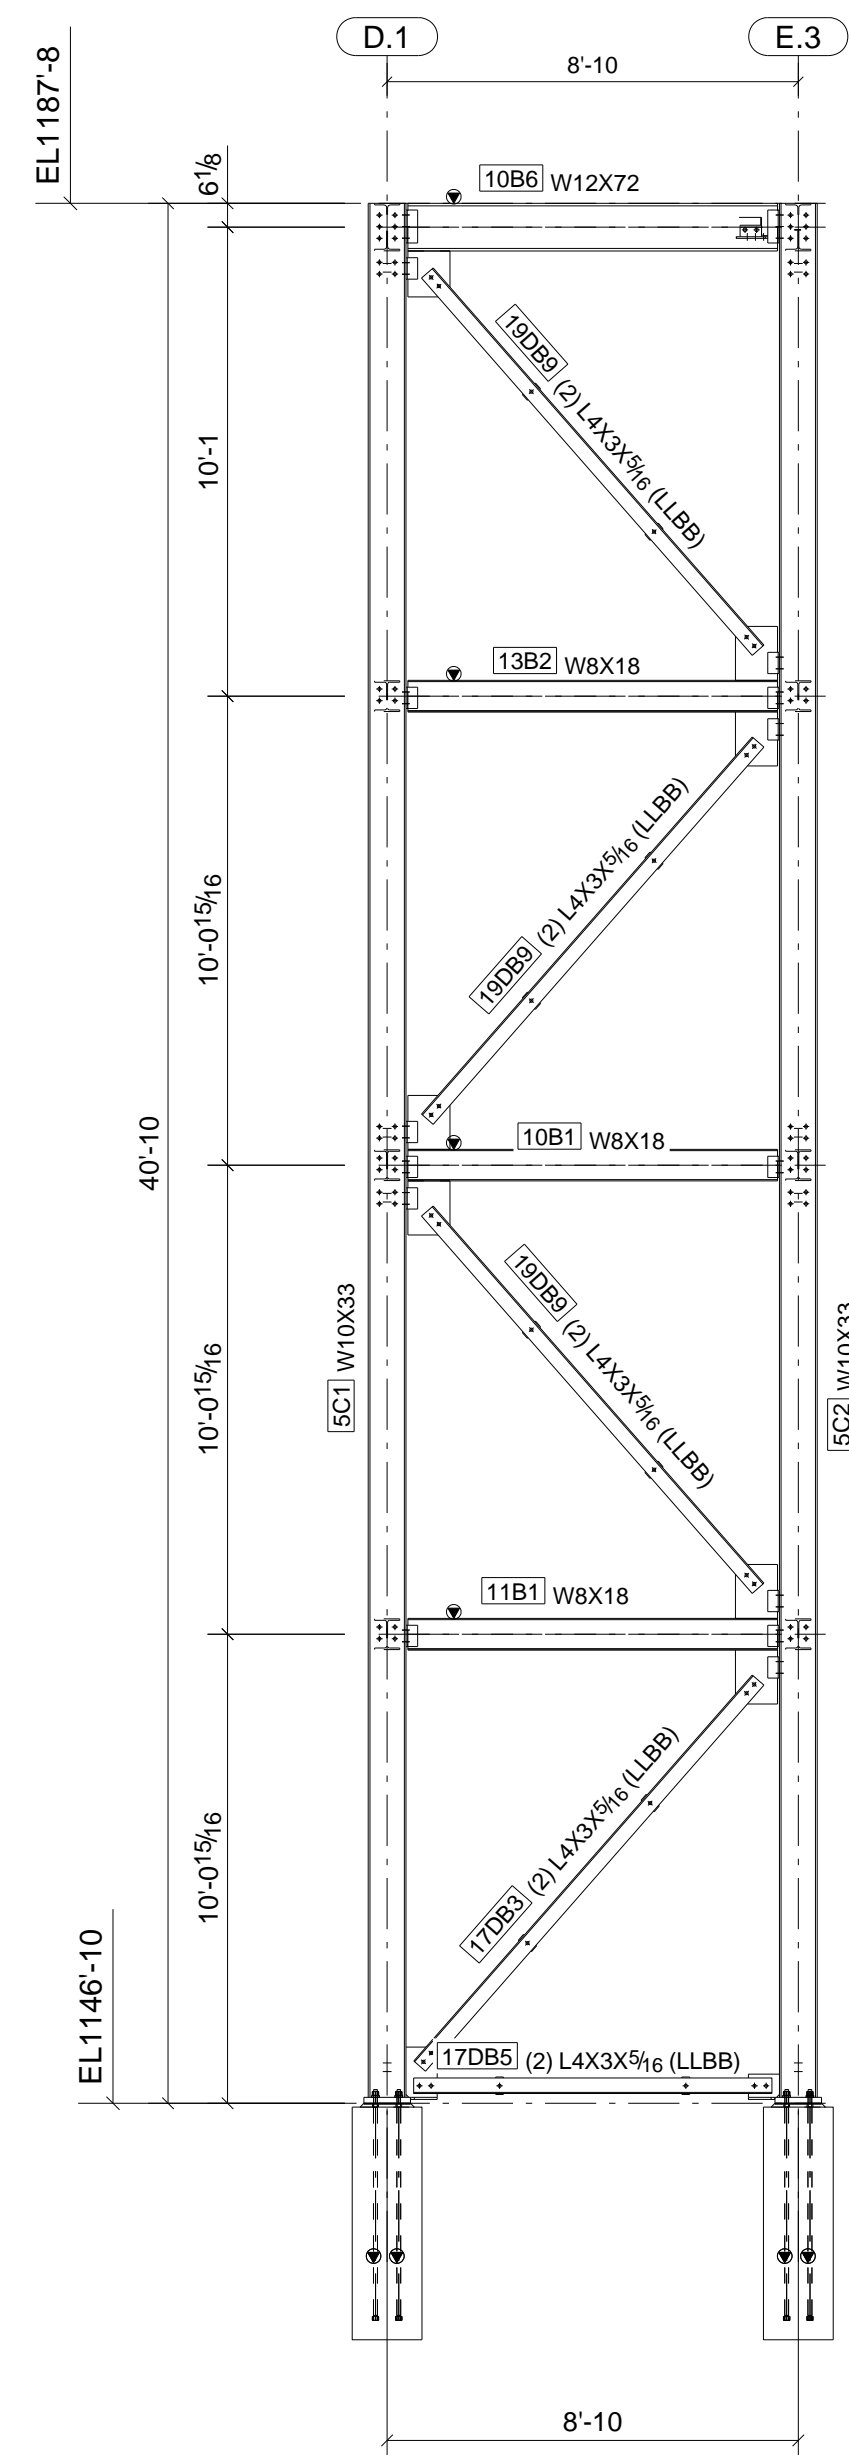 D.1
E.3
8'-10
EL1187'-8
6 1/8
10B6 W12X72
19DB9 (2) L4X3X5/16 (LLBB)
10'-1
13B2 W8X18
10'-0 15/16
19DB9 (2) L4X3X5/16 (LLBB)
40'-10
10B1 W8X18
19DB9 (2) L4X3X5/16 (LLBB)
5C1 W10X33
5C2 W10X33
10'-0 15/16
11B1 W8X18
17DB3 (2) L4X3X5/16 (LLBB)
10'-0 15/16
EL1146'-10
17DB5 (2) L4X3X5/16 (LLBB)
8'-10